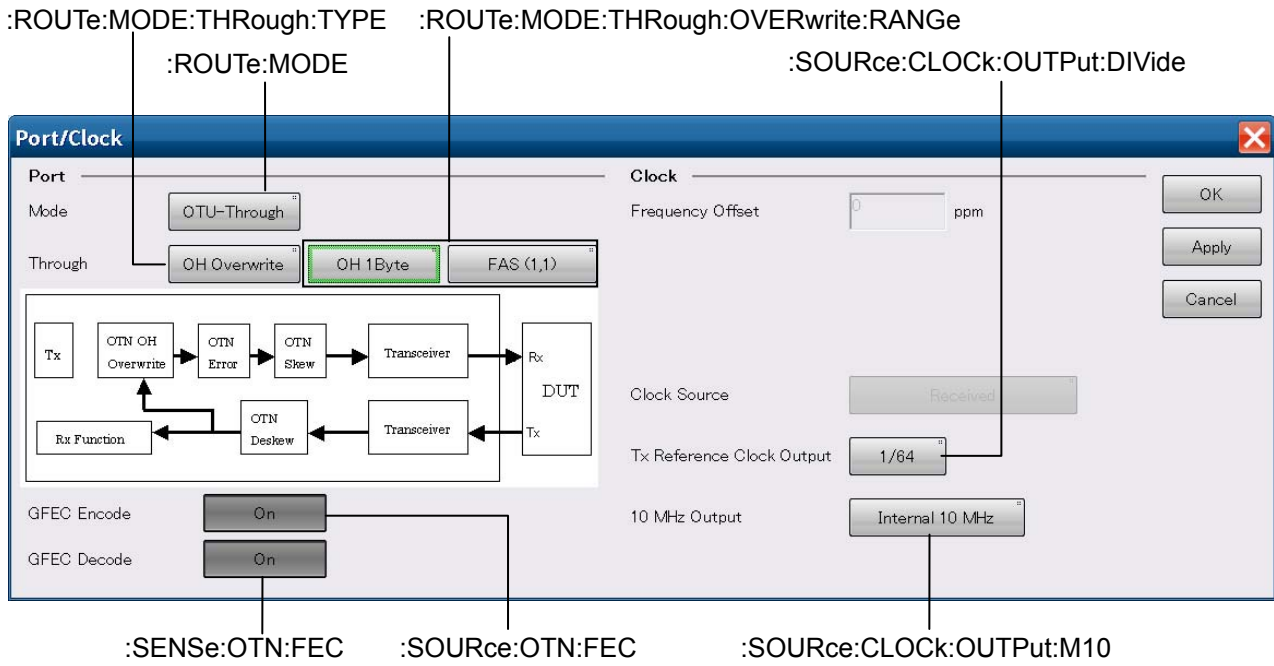 :ROUTe:MODE:THRough:TYPE
:ROUTe:MODE:THRough:OVERwrite:RANGe
:ROUTe:MODE
:SOURce:CLOCk:OUTPut:DIVide
Port/Clock
Port
Mode
OTU-Through
Through
OH Overwrite
OH 1Byte
FAS (1,1)
Tx
OTN OH
Overwrite
OTN
Error
OTN
Skew
Transceiver
Rx
DUT
Rx Function
OTN
Deskew
Transceiver
Tx
GFEC Encode
On
GFEC Decode
On
Clock
Frequency Offset
0
ppm
Clock Source
Received
Tx Reference Clock Output
1/64
10 MHz Output
Internal 10 MHz
OK
Apply
Cancel
:SENSe:OTN:FEC
:SOURce:OTN:FEC
:SOURce:CLOCk:OUTPut:M10